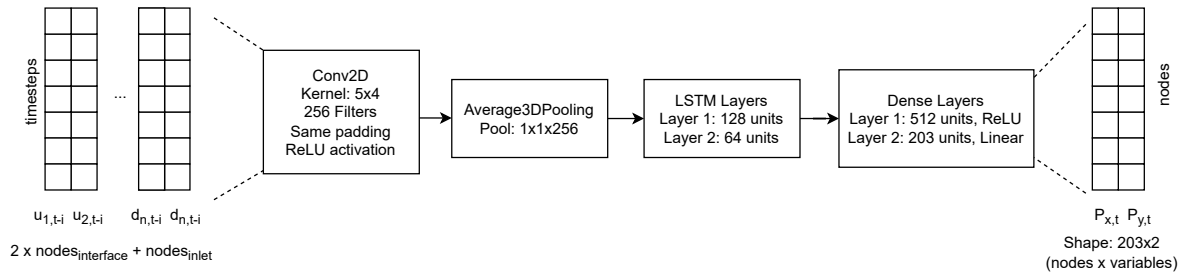 timesteps
...
u1,t-i u2,t-i dn,t-i dn,t-i
2 x nodesinterface + nodesinlet
Conv2D
Kernel: 5x4
256 Filters
Same padding
ReLU activation
Average3DPooling
Pool: 1x1x256
LSTM Layers
Layer 1: 128 units
Layer 2: 64 units
Dense Layers
Layer 1: 512 units, ReLU
Layer 2: 203 units, Linear
nodes
Px,t Py,t
Shape: 203x2
(nodes x variables)